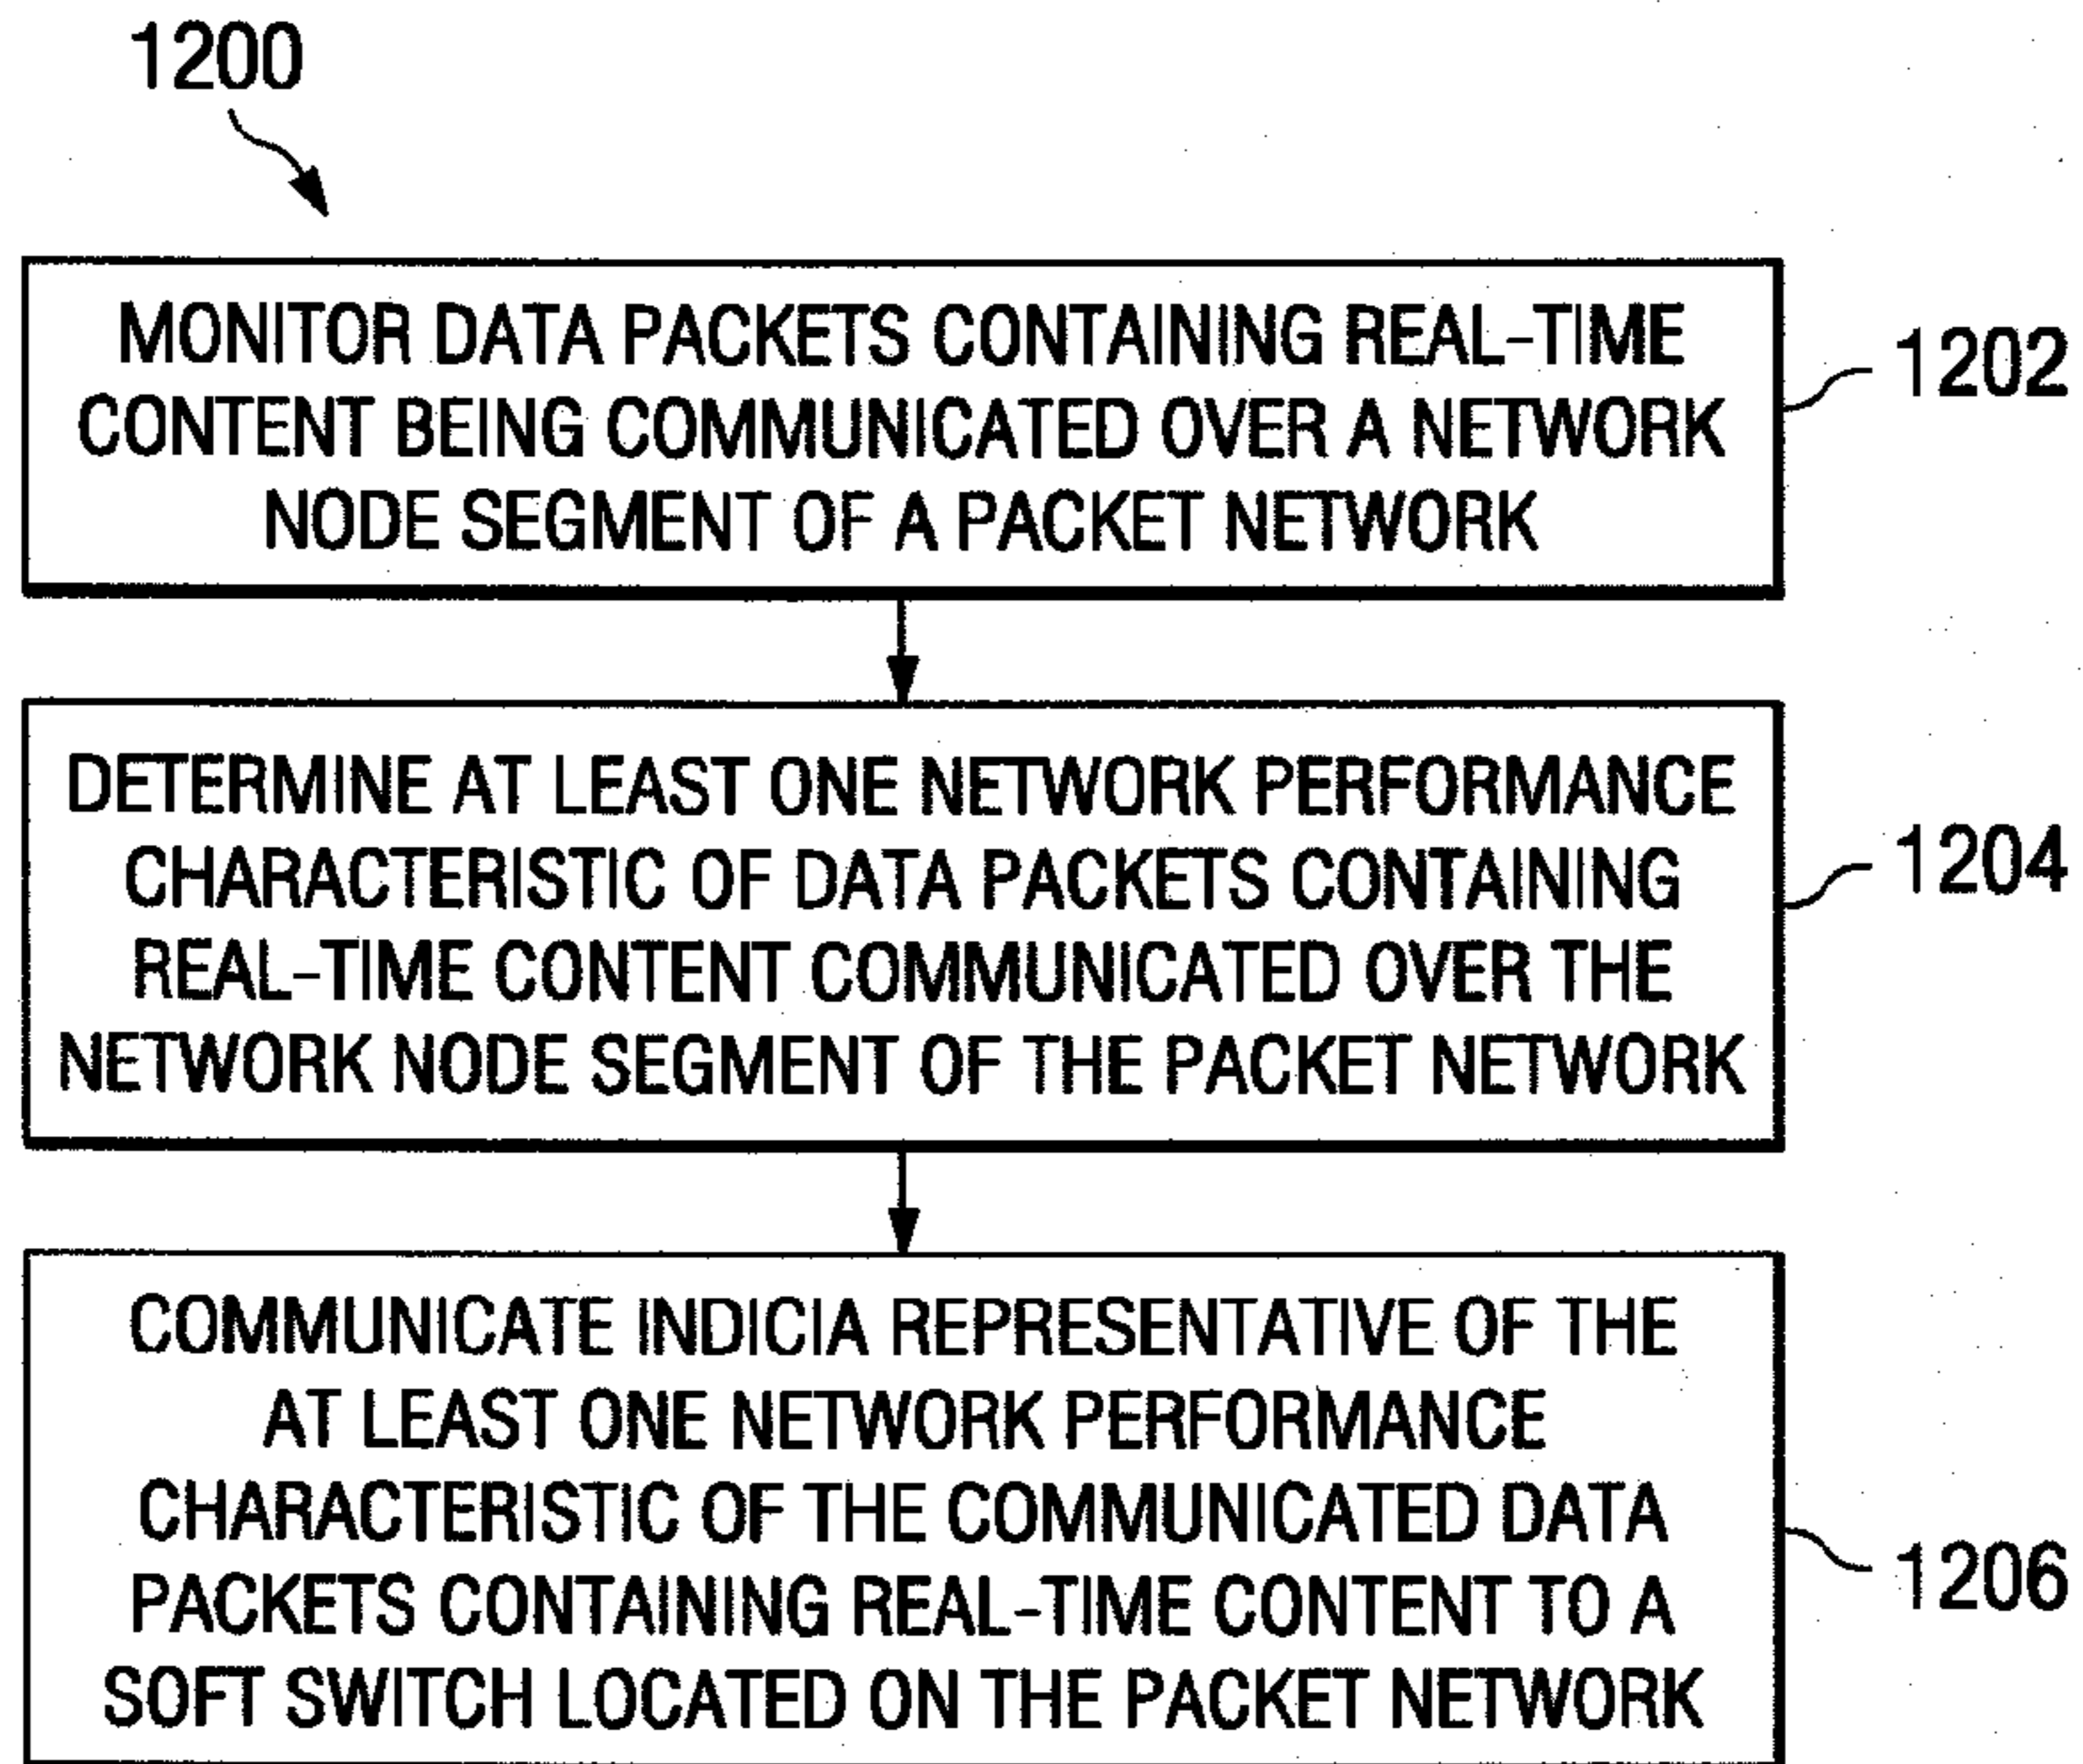 1200
MONITOR DATA PACKETS CONTAINING REAL-TIME
CONTENT BEING COMMUNICATED OVER A NETWORK
NODE SEGMENT OF A PACKET NETWORK
1202
DETERMINE AT LEAST ONE NETWORK PERFORMANCE
CHARACTERISTIC OF DATA PACKETS CONTAINING
REAL-TIME CONTENT COMMUNICATED OVER THE
NETWORK NODE SEGMENT OF THE PACKET NETWORK
1204
COMMUNICATE INDICIA REPRESENTATIVE OF THE
AT LEAST ONE NETWORK PERFORMANCE
CHARACTERISTIC OF THE COMMUNICATED DATA
PACKETS CONTAINING REAL-TIME CONTENT TO A
SOFT SWITCH LOCATED ON THE PACKET NETWORK
1206